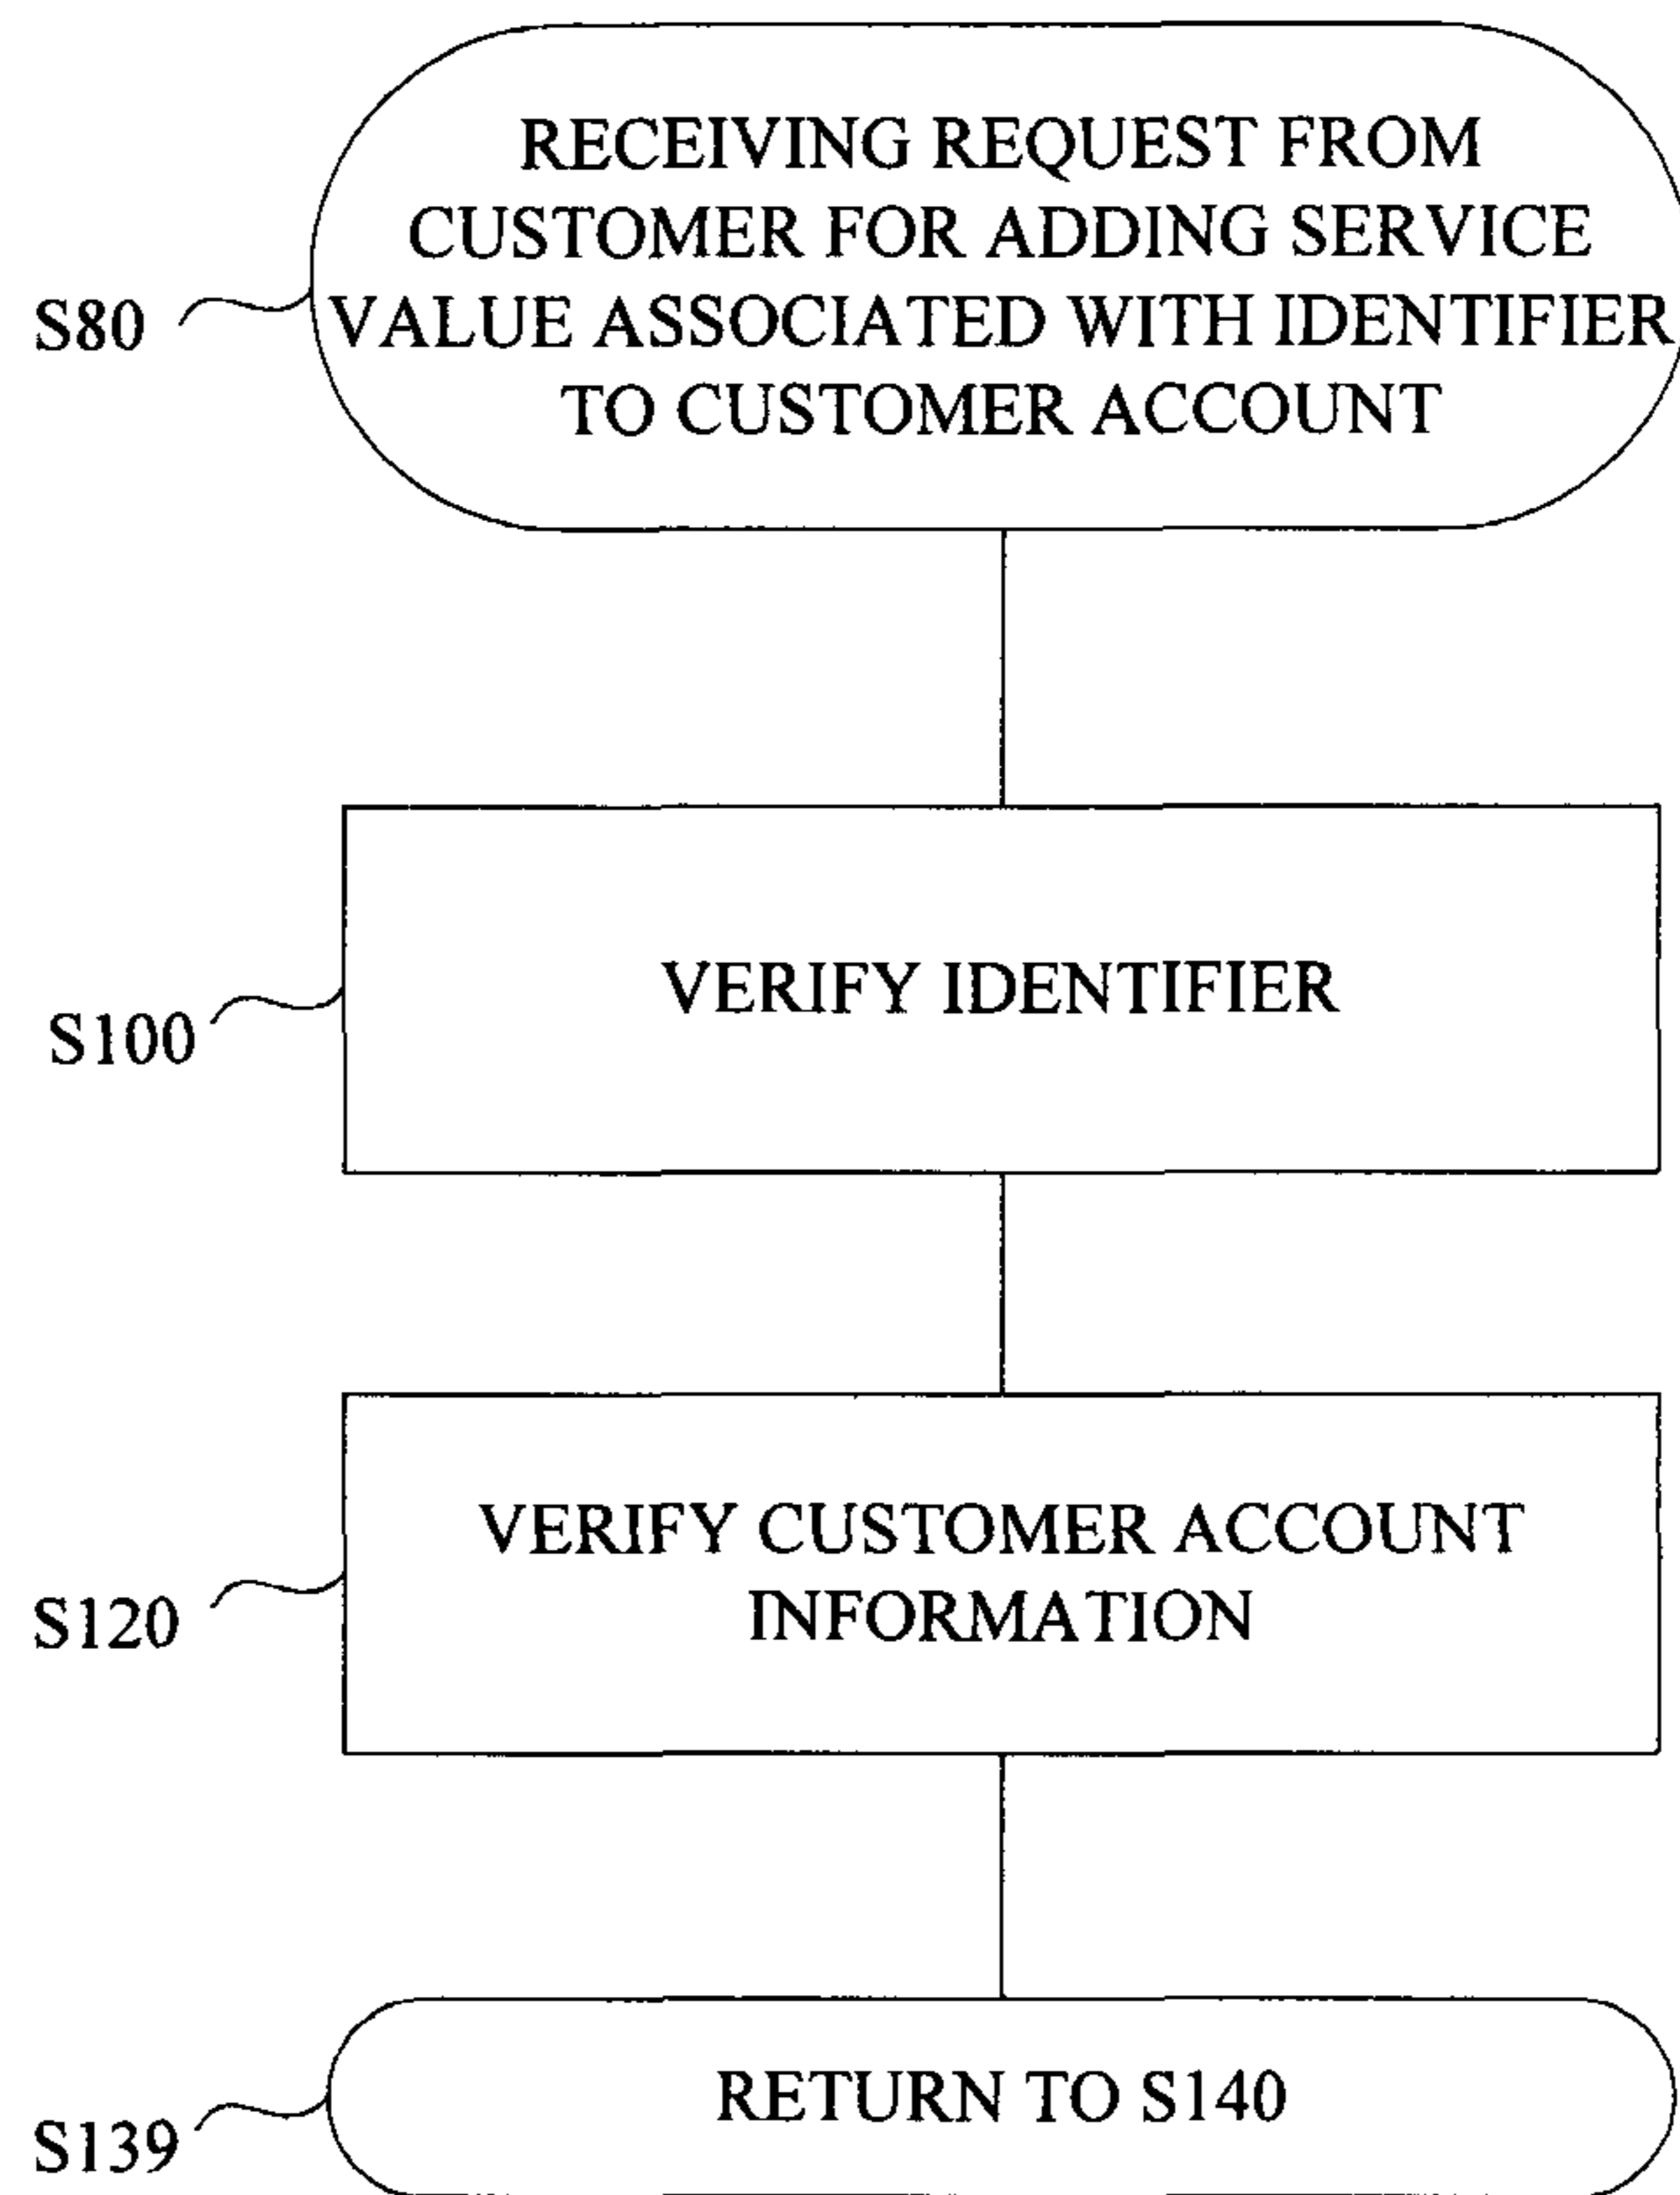 RECEIVING REQUEST FROM
CUSTOMER FOR ADDING SERVICE
VALUE ASSOCIATED WITH IDENTIFIER
TO CUSTOMER ACCOUNT
S80
VERIFY IDENTIFIER
S100
VERIFY CUSTOMER ACCOUNT
INFORMATION
S120
RETURN TO S140
S139